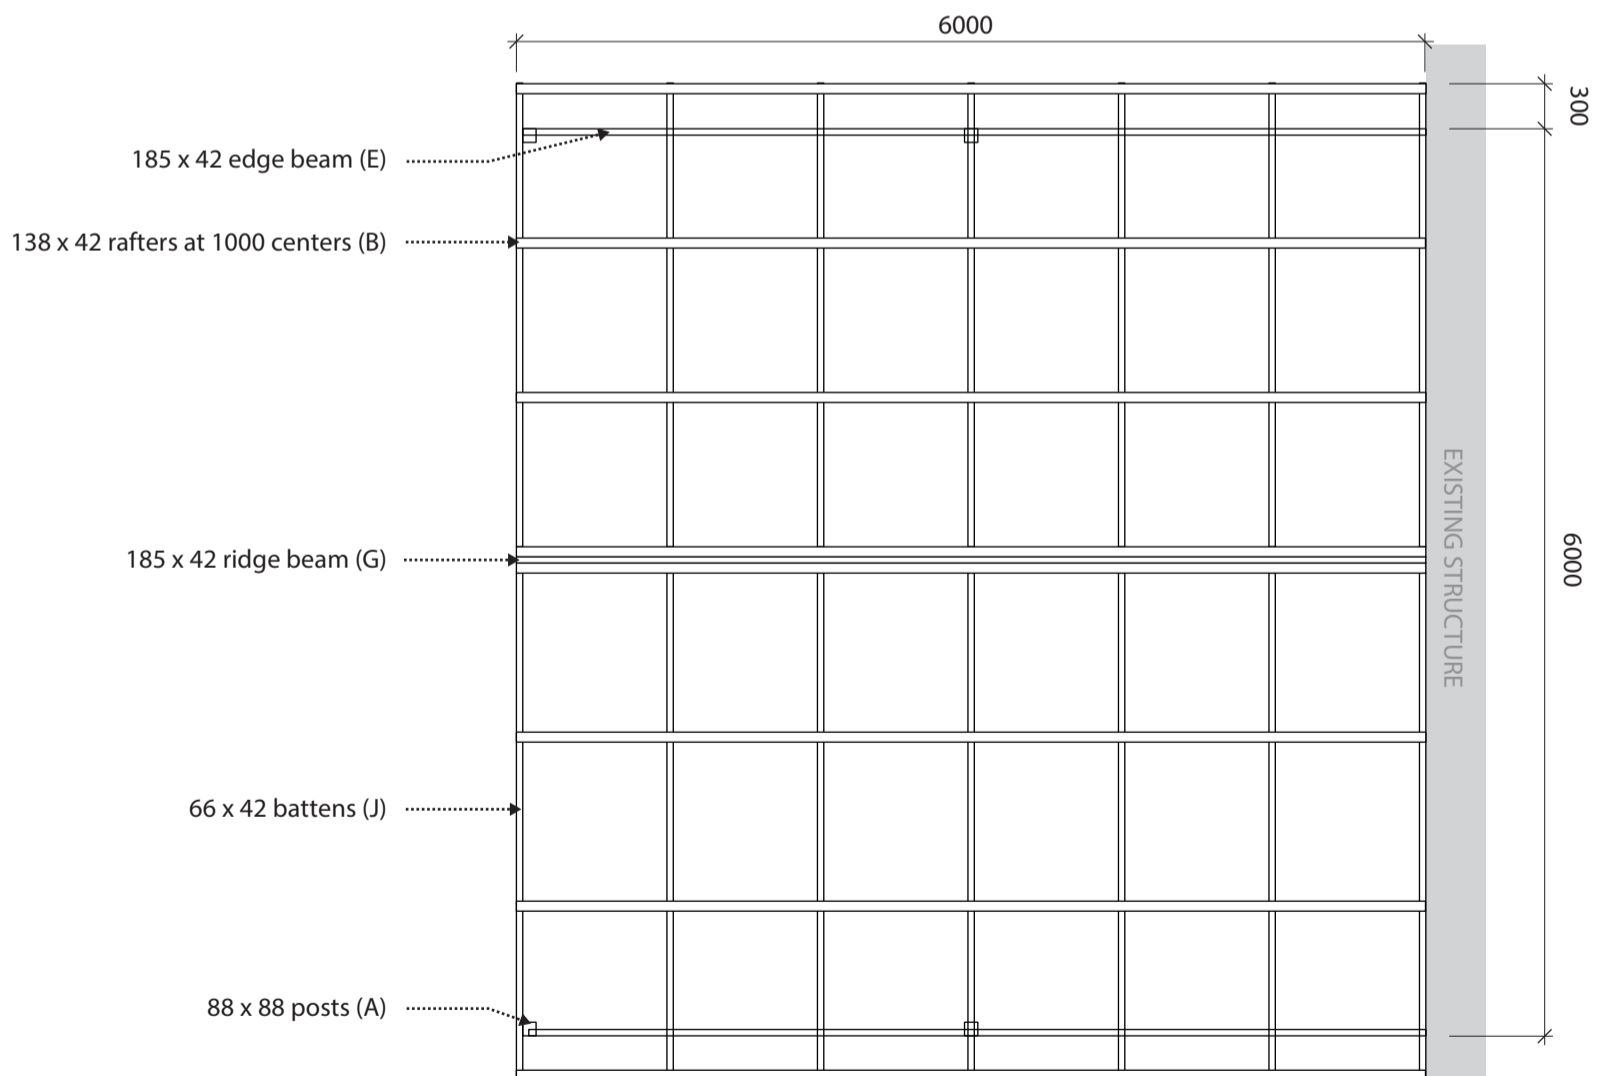 6000
300
185 x 42 edge beam (E)
138 x 42 rafters at 1000 centers (B)
EXISTING STRUCTURE
6000
185 x 42 ridge beam (G)
66 x 42 battens (J)
88 x 88 posts (A)